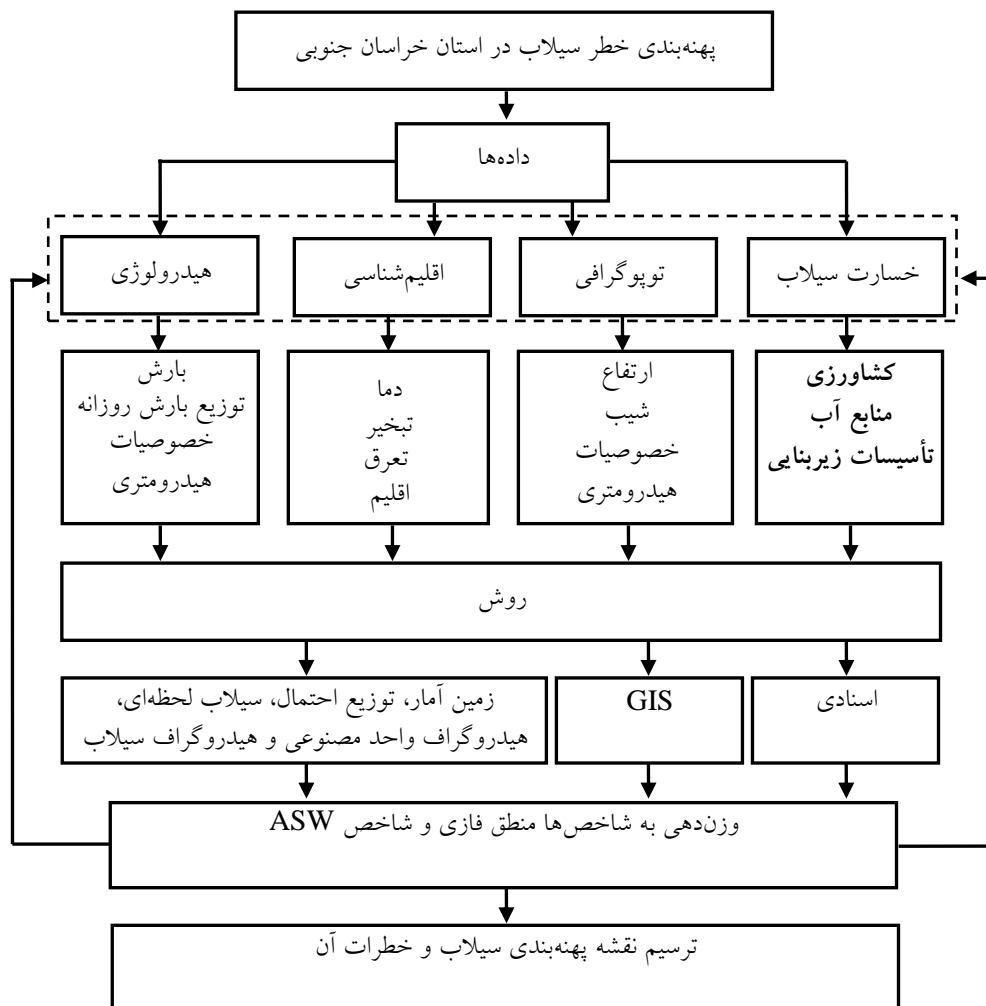 پهنه‌بندی خطر سیلاب در استان خراسان جنوبی
داده‌ها
خسارت سیلاب
توپوگرافی
اقلیم‌شناسی
هیدرولوژی
کشاورزی
منابع آب
تأسیسات زیربنایی
ارتفاع
شیب
خصوصیات
هیدرومتری
دما
تبخیر
تعرق
اقلیم
بارش
توزیع بارش روزانه
خصوصیات
هیدرومتری
روش
اسنادی
GIS
زمین آمار، توزیع احتمال، سیلاب لحظه‌ای،
هیدروگراف واحد مصنوعی و هیدروگراف سیلاب
وزن‌دهی به شاخص‌ها منطق فازی و شاخص ASW
ترسیم نقشه پهنه‌بندی سیلاب و خطرات آن